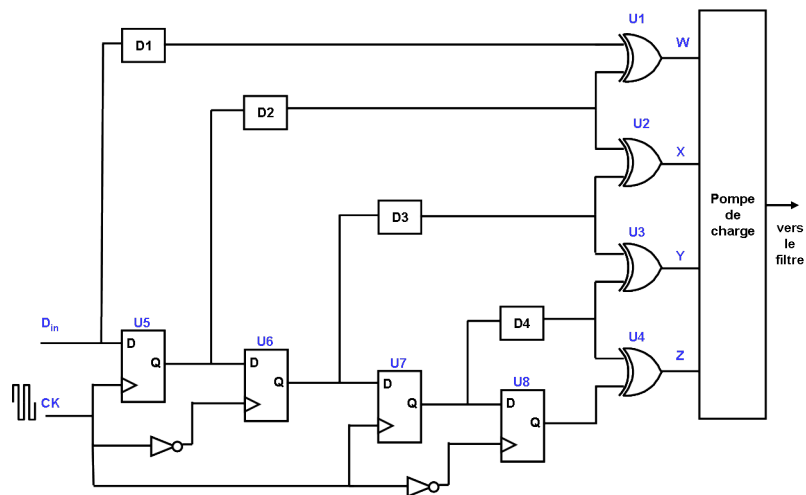 U1
D1
W
D2
U2
X
Pompe
de
charge
vers
le
filtre
D3
U3
Y
Din
U5
D
Q
U6
D
Q
D4
U4
Z
U7
D
Q
U8
D
Q
CK